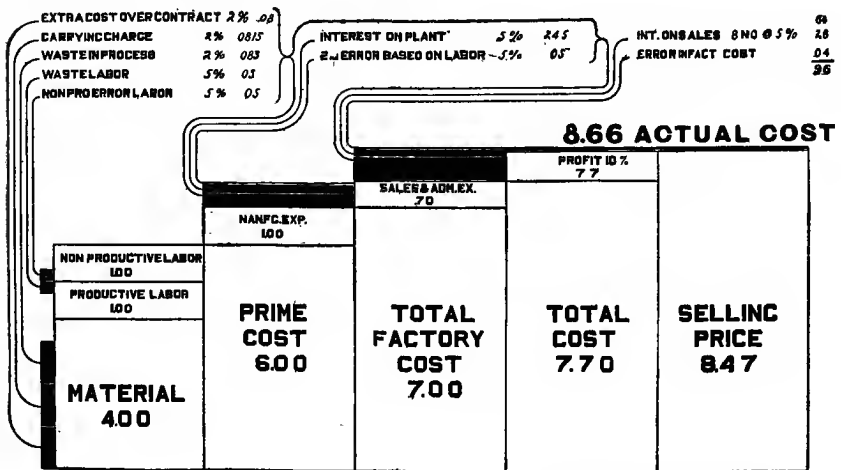 EXTRA COST OVER CONTRACT 2% .08
CARRYING CHARGE 2% 0815
WASTE IN PROCESS 2% 083
WASTE LABOR 5% 05
NON PRO ERROR LABOR 5% 05
INTEREST ON PLANT 5% 245
2nd ERROR BASED ON LABOR - 5% 05
INT. ON SALES 8 NO @ 5%
28
ERROR IN FACT COST
04
96
8.66 ACTUAL COST
NON PRODUCTIVE LABOR
1.00
PRODUCTIVE LABOR
1.00
MATERIAL
4.00
NANFC. EXP.
1.00
PRIME
COST
6.00
SALES & ADM. EX.
.70
TOTAL
FACTORY
COST
7.00
PROFIT 10%
77
TOTAL
COST
7.70
SELLING
PRICE
8.47